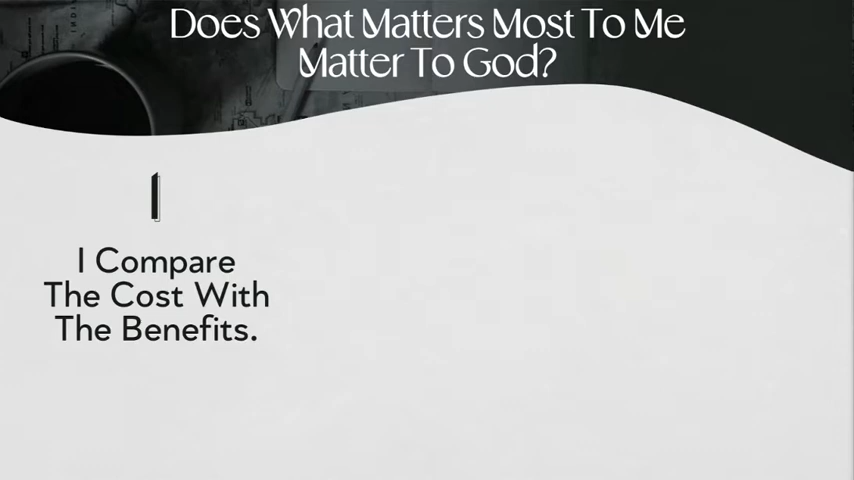 Does What Matters Most To Me
Matter To God?
1
I Compare
The Cost With
The Benefits.